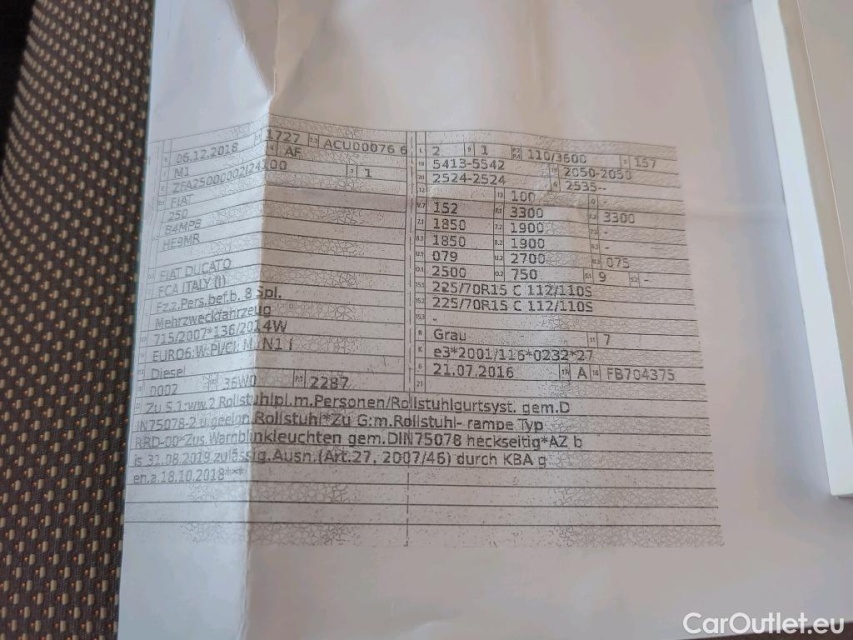 06.12.2018 1727 ACU00076 6 2 1 110/3600 157
M1 AF 5413-5542 2050-2050
1 2524-2524 2535--
FIAT 100
250 152 3300 3300
B4MPB 1850 1900 -
HE9MR 1850 1900 -
079 2700 075
FIAT DUCATO 2500 750 9 -
FCA ITALY (I) 225/70R15 C 112/110S
Fz.z.Pers.bef.b. 8 Spl. 225/70R15 C 112/110S
Mehrzweckfahrzeug -
715/2007*136/2014W Grau 7
EURO6;W:PI/CI; M, N1 I e3*2001/116*0232*27
Diesel 21.07.2016 A FB704375
0002 36W0 2287
Zu S.1:ww.2 Rollstuhlpl.m.Personen/Rollstuhlgurtsyst. gem.D
IN75078-2 u.geeign.Rollstuhl*Zu G:m.Rollstuhl- rampe Typ
RRD-00*Zus.Warnblinkleuchten gem.DIN75078 heckseitig*AZ b
is 31.08.2019 zulässig.Ausn.(Art.27, 2007/46) durch KBA g
en.a.18.10.2018***
CarOutlet.eu